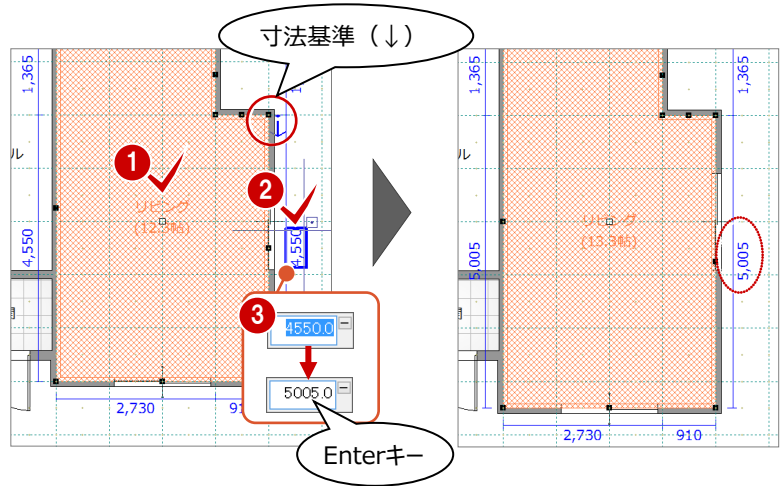 寸法基準（↓）
1,365
1
ル
1
2
リビング
(12.3帖)
4,550
4,550
3
4550.0
5005.0
2,730
91
Enterキー
1,365
ル
リビング
(13.3帖)
5,005
5,005
2,730
910